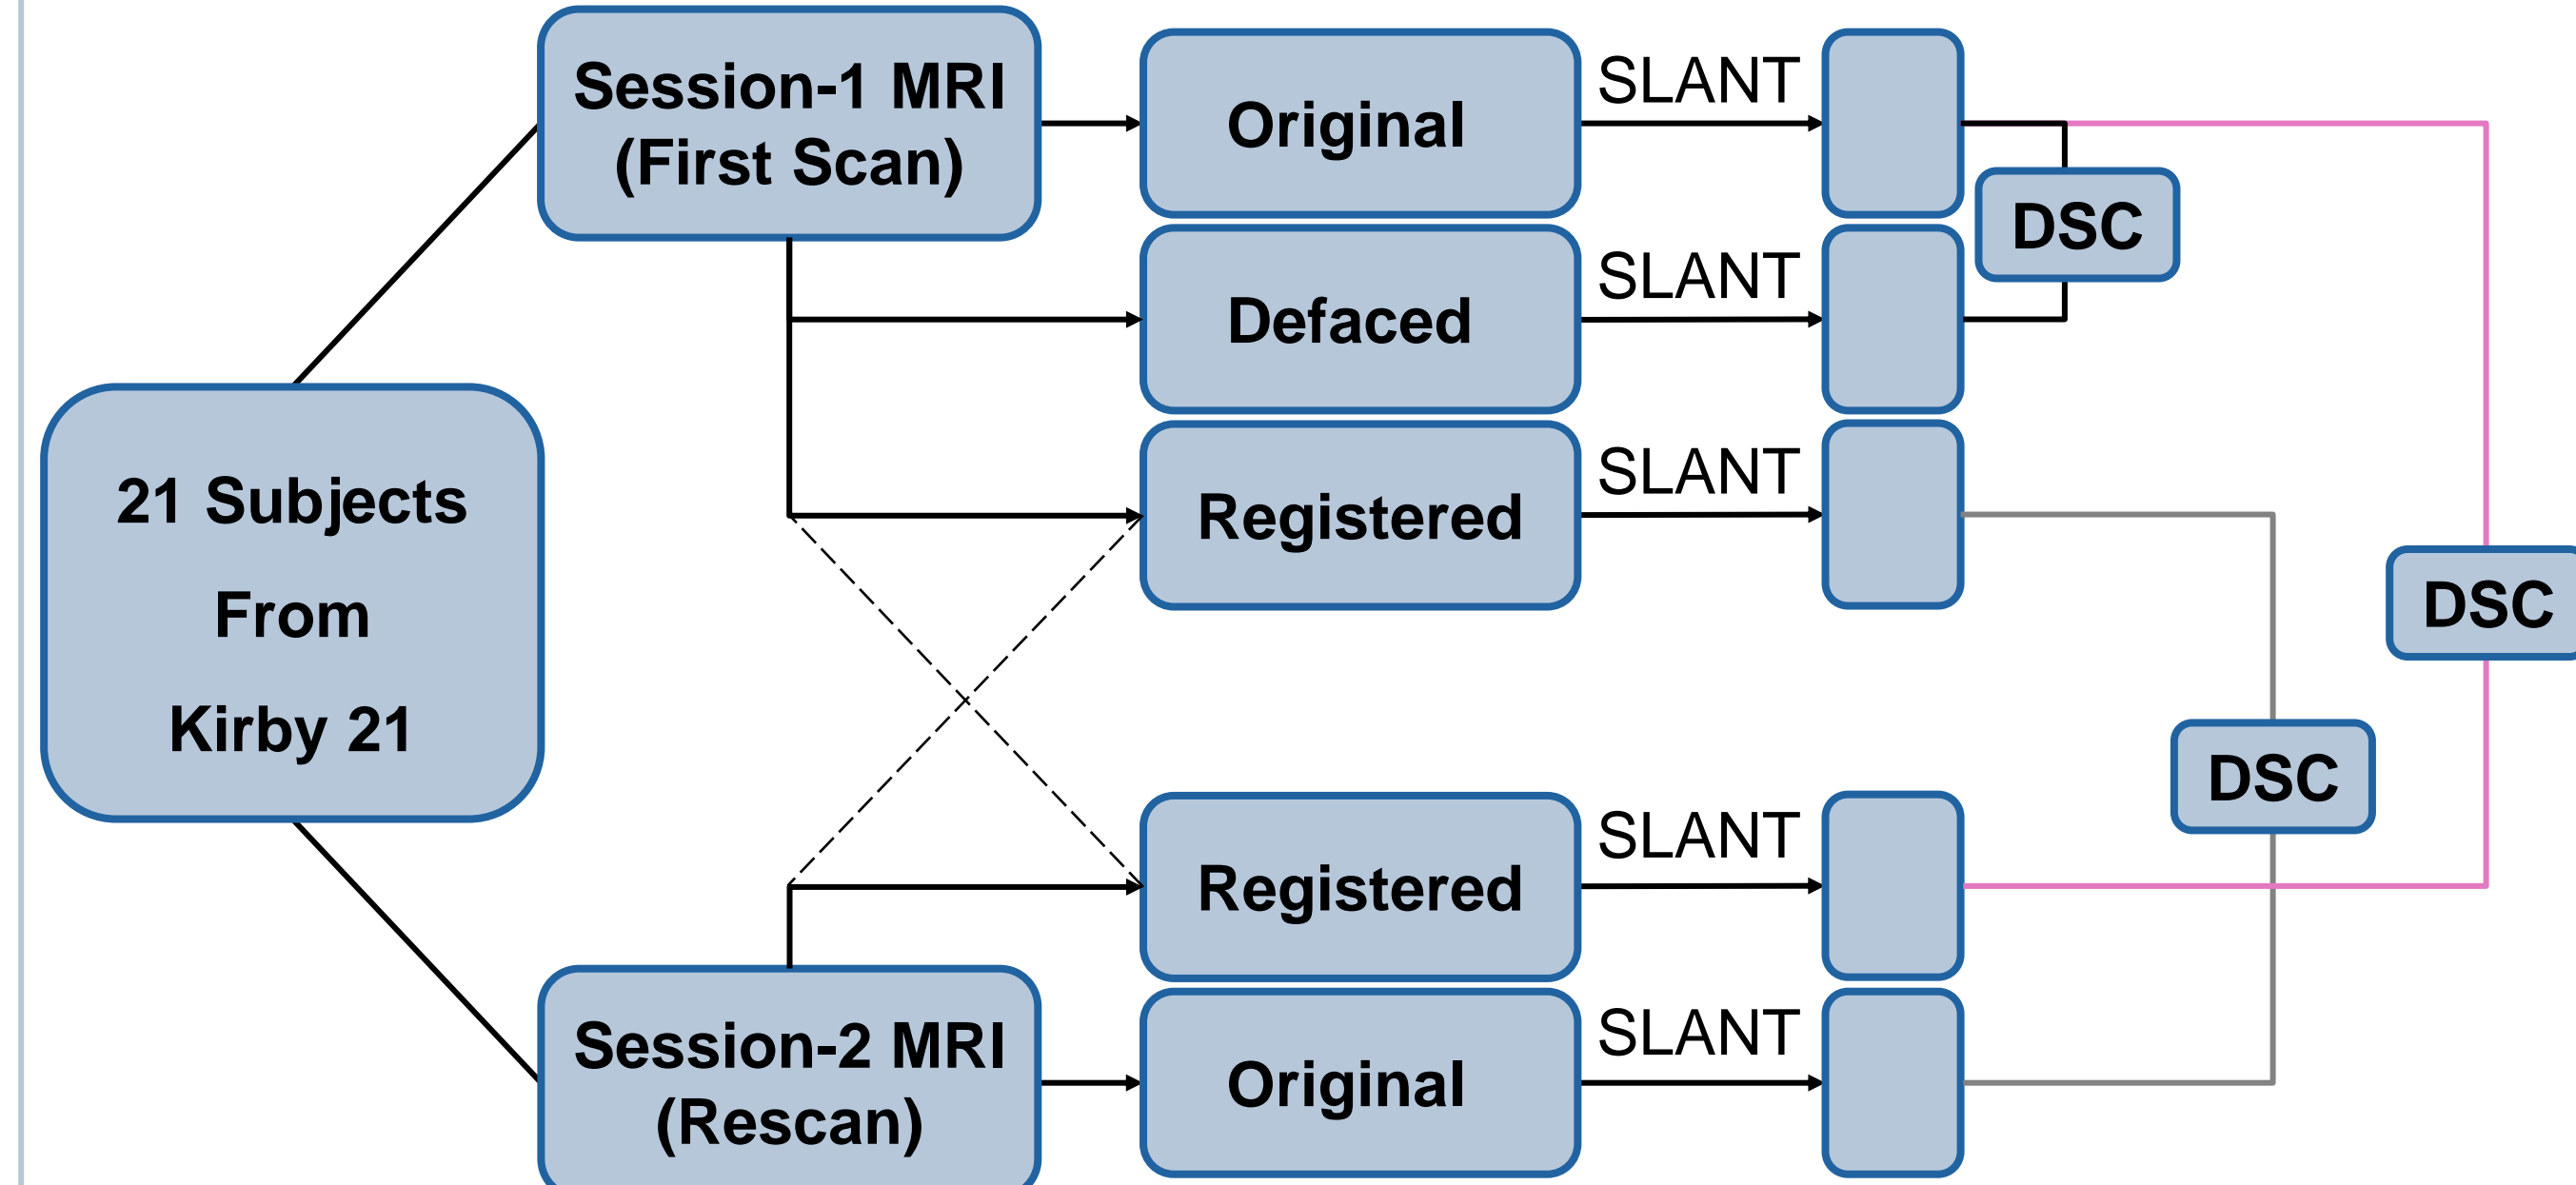 Session-1 MRI
(First Scan)
Original
SLANT
DSC
Defaced
SLANT
21 Subjects
From
Kirby 21
Registered
SLANT
DSC
DSC
Registered
SLANT
Session-2 MRI
(Rescan)
Original
SLANT